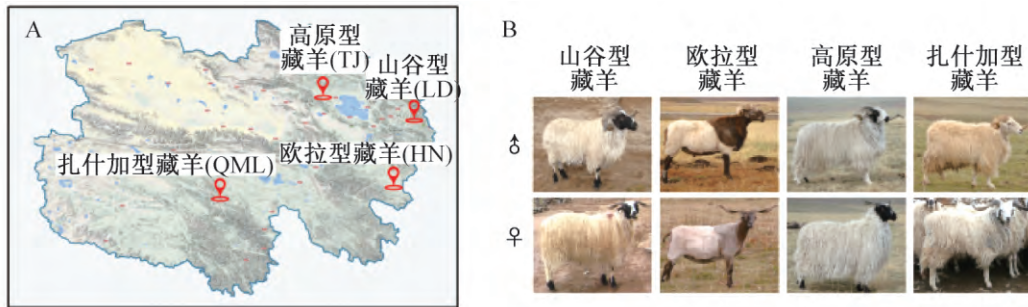 A
高原型
藏羊(TJ)
山谷型
藏羊(LD)
扎什加型藏羊(QML)
欧拉型藏羊(HN)
B
山谷型
藏羊
欧拉型
藏羊
高原型
藏羊
扎什加型
藏羊
♂
♀